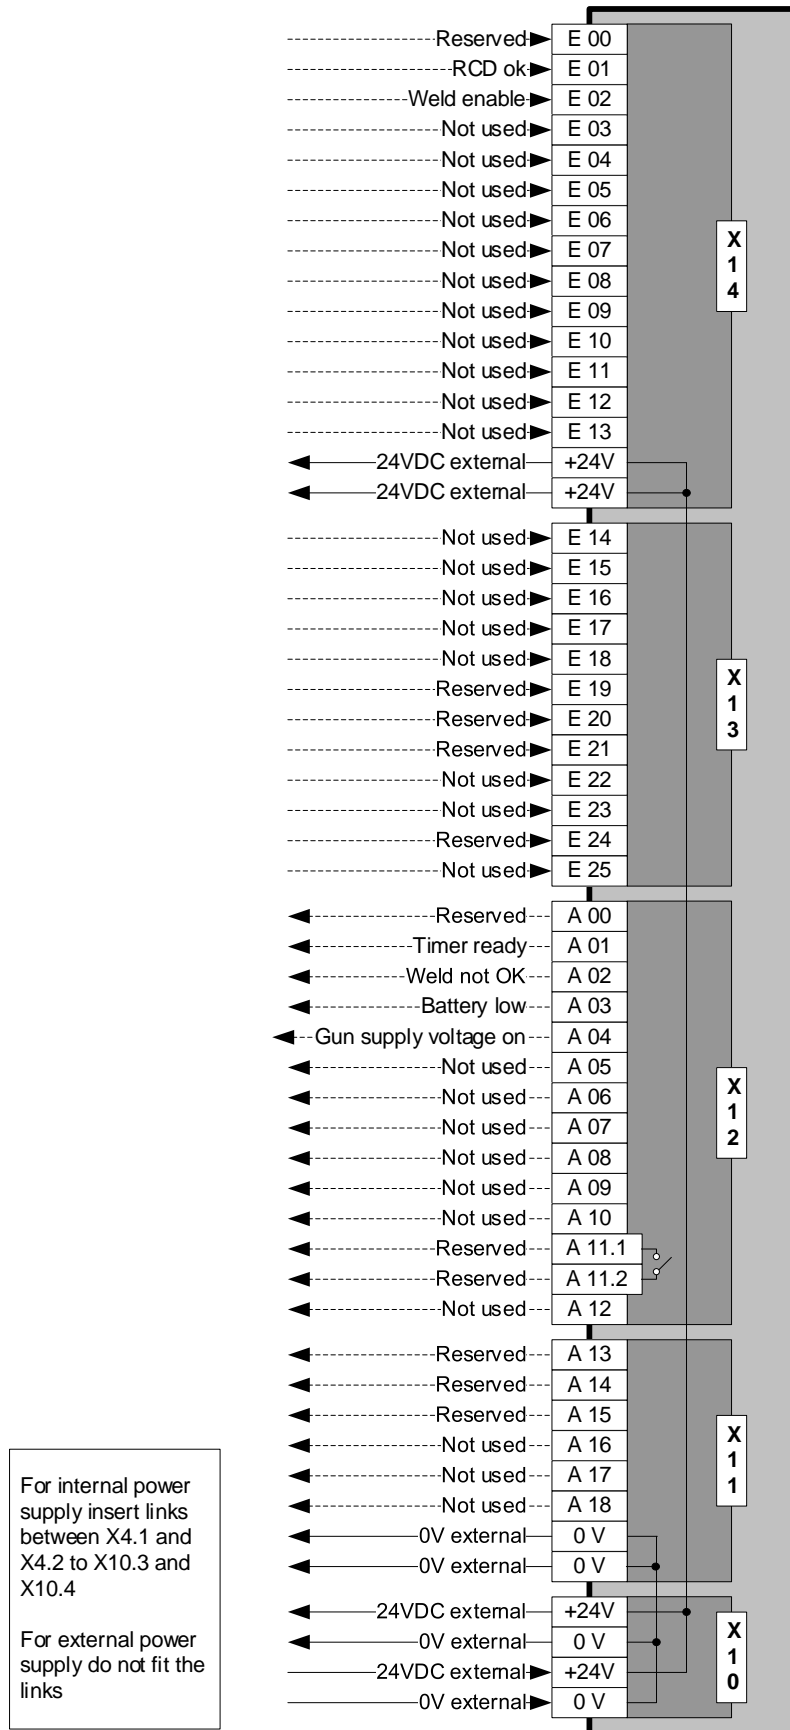 Reserved E 00
RCD ok E 01
Weld enable E 02
Not used E 03
Not used E 04
Not used E 05
Not used E 06
Not used E 07
Not used E 08
Not used E 09
Not used E 10
Not used E 11
Not used E 12
Not used E 13
24VDC external +24V
24VDC external +24V
X
1
4
Not used E 14
Not used E 15
Not used E 16
Not used E 17
Not used E 18
Reserved E 19
Reserved E 20
Reserved E 21
Not used E 22
Not used E 23
Reserved E 24
Not used E 25
X
1
3
Reserved A 00
Timer ready A 01
Weld not OK A 02
Battery low A 03
Gun supply voltage on A 04
Not used A 05
Not used A 06
Not used A 07
Not used A 08
Not used A 09
Not used A 10
Reserved A 11.1
Reserved A 11.2
Not used A 12
X
1
2
Reserved A 13
Reserved A 14
Reserved A 15
Not used A 16
Not used A 17
Not used A 18
0V external 0 V
0V external 0 V
X
1
1
24VDC external +24V
0V external 0 V
24VDC external +24V
0V external 0 V
X
1
0
For internal power
supply insert links
between X4.1 and
X4.2 to X10.3 and
X10.4
For external power
supply do not fit the
links